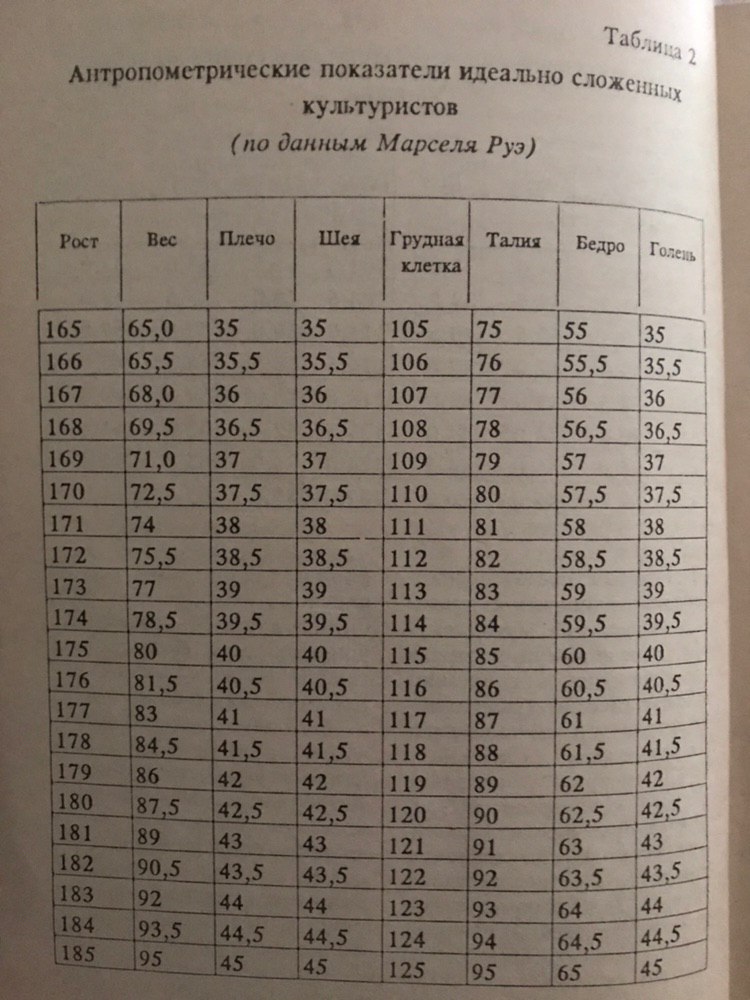 Таблица 2
Антропометрические показатели идеально сложенных
культуристов
(по данным Марселя Руэ)
Рост Вес Плечо Шея Грудная клетка Талия Бедро Голень
165 65,0 35 35 105 75 55 35
166 65,5 35,5 35,5 106 76 55,5 35,5
167 68,0 36 36 107 77 56 36
168 69,5 36,5 36,5 108 78 56,5 36,5
169 71,0 37 37 109 79 57 37
170 72,5 37,5 37,5 110 80 57,5 37,5
171 74 38 38 111 81 58 38
172 75,5 38,5 38,5 112 82 58,5 38,5
173 77 39 39 113 83 59 39
174 78,5 39,5 39,5 114 84 59,5 39,5
175 80 40 40 115 85 60 40
176 81,5 40,5 40,5 116 86 60,5 40,5
177 83 41 41 117 87 61 41
178 84,5 41,5 41,5 118 88 61,5 41,5
179 86 42 42 119 89 62 42
180 87,5 42,5 42,5 120 90 62,5 42,5
181 89 43 43 121 91 63 43
182 90,5 43,5 43,5 122 92 63,5 43,5
183 92 44 44 123 93 64 44
184 93,5 44,5 44,5 124 94 64,5 44,5
185 95 45 45 125 95 65 45